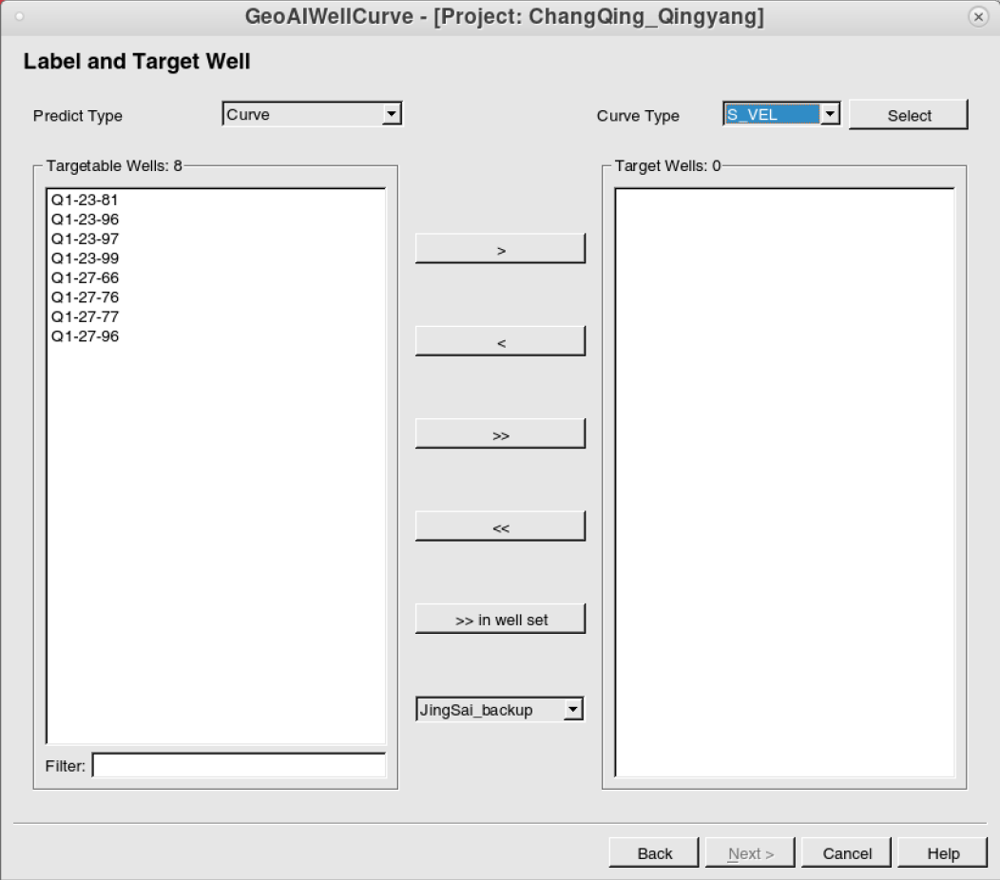 GeoAIWellCurve - [Project: ChangQing_Qingyang]
Label and Target Well
Predict Type
Curve
Curve Type
S_VEL
Select
Targetable Wells: 8
Q1-23-81
Q1-23-96
Q1-23-97
Q1-23-99
Q1-27-66
Q1-27-76
Q1-27-77
Q1-27-96
Filter:
>
<
>>
<<
>> in well set
JingSai_backup
Target Wells: 0
Back
Next >
Cancel
Help